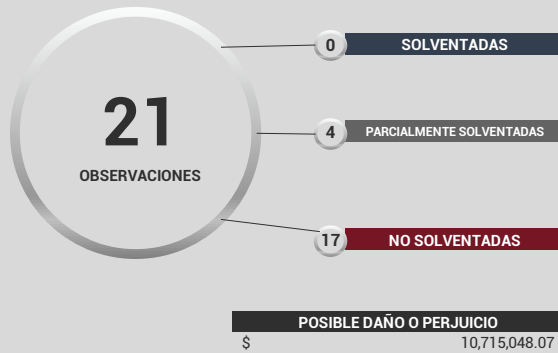 21
OBSERVACIONES
0 SOLVENTADAS
4 PARCIALMENTE SOLVENTADAS
17 NO SOLVENTADAS
POSIBLE DAÑO O PERJUICIO
$ 10,715,048.07